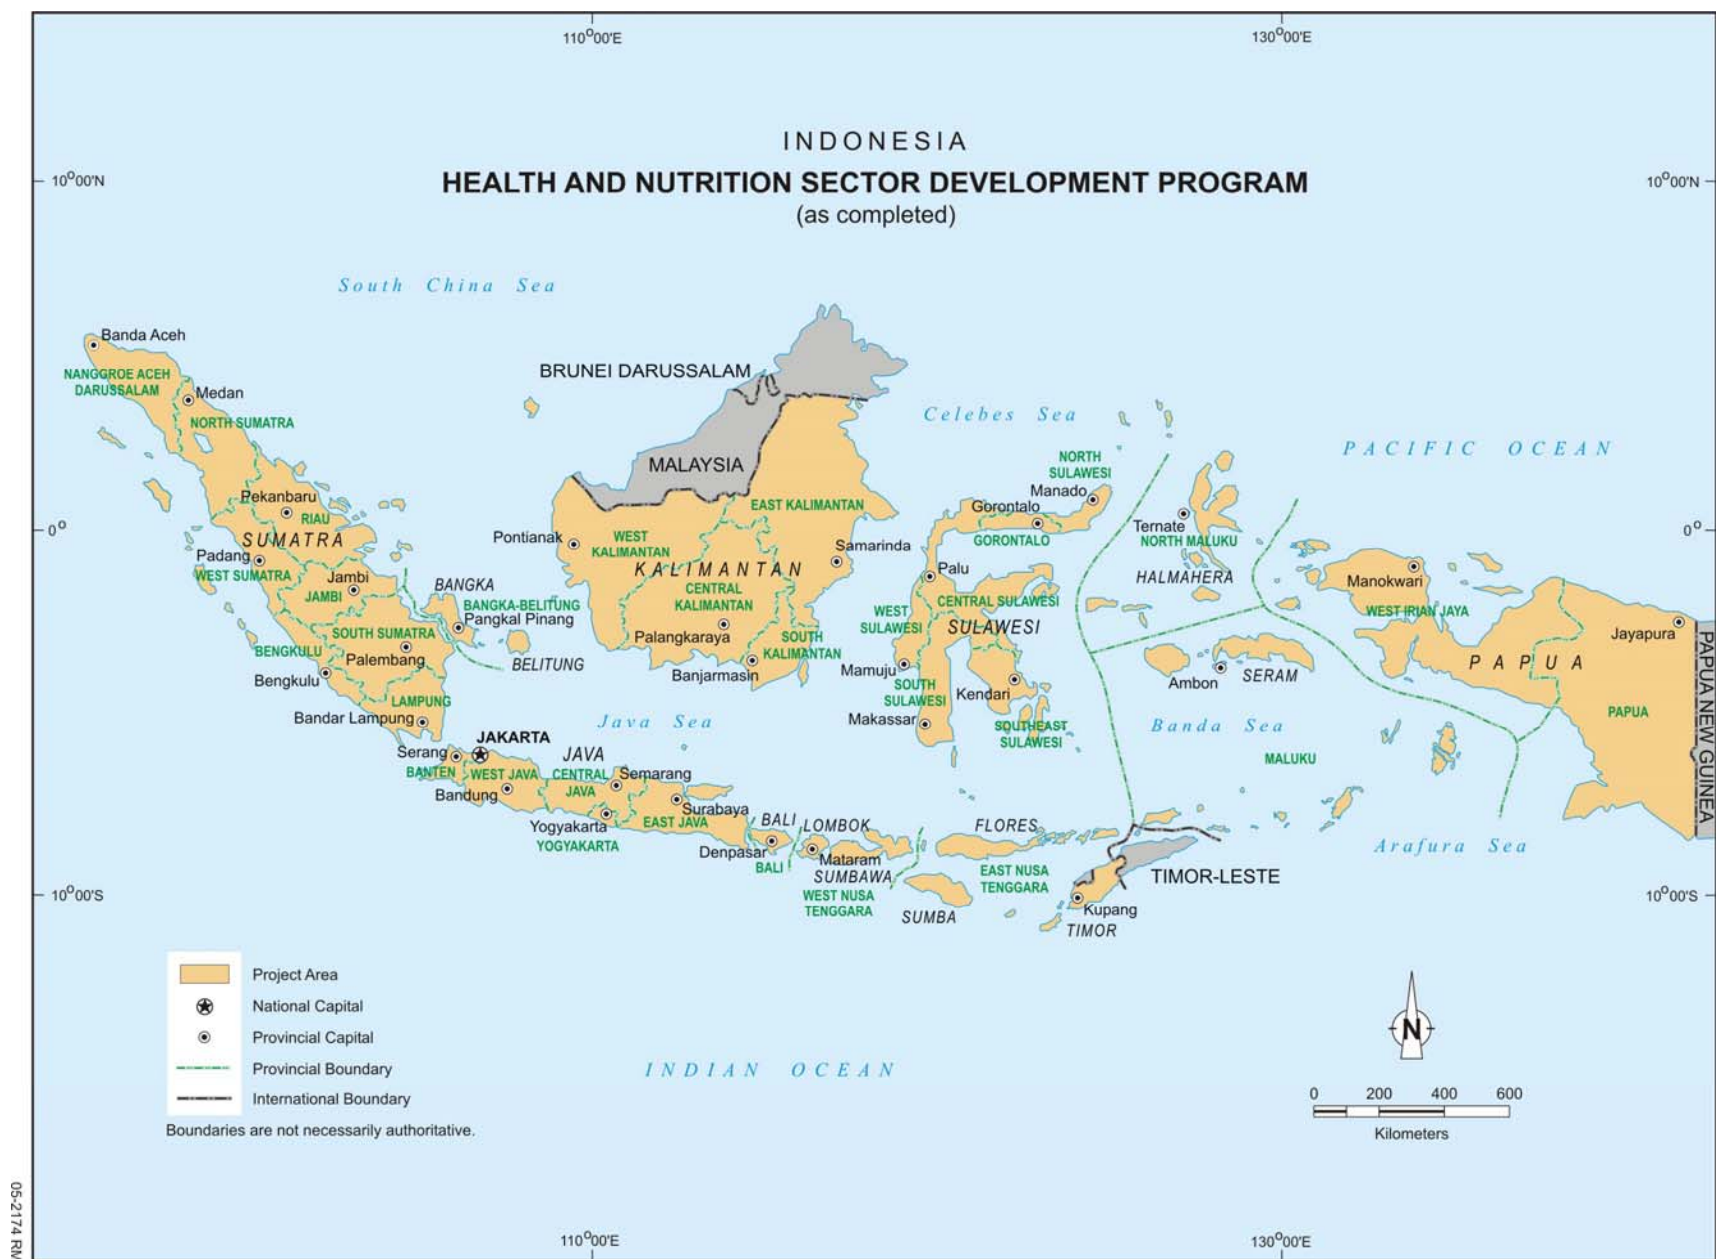 110°00'E
130°00'E
INDONESIA
HEALTH AND NUTRITION SECTOR DEVELOPMENT PROGRAM
(as completed)
10°00'N
10°00'N
South China Sea
Banda Aceh
NANGGROE ACEH
DARUSSALAM
Medan
NORTH SUMATRA
BRUNEI DARUSSALAM
MALAYSIA
Celebes Sea
PACIFIC OCEAN
NORTH
SULAWESI
Manado
Pekanbaru
RIAU
SUMATRA
Padang
WEST SUMATRA
Jambi
JAMBI
BANGKA
BANGKA-BELITUNG
Pangkal Pinang
SOUTH SUMATRA
Palembang
BENGKULU
Bengkulu
BELITUNG
LAMPUNG
Bandar Lampung
0°
0°
Pontianak
WEST
KALIMANTAN
EAST KALIMANTAN
Samarinda
KALIMANTAN
CENTRAL
KALIMANTAN
Palangkaraya
SOUTH
KALIMANTAN
Banjarmasin
Gorontalo
GORONTALO
Palu
CENTRAL SULAWESI
WEST
SULAWESI
SULAWESI
Mamuju
SOUTH
SULAWESI
Kendari
Makassar
SOUTHEAST
SULAWESI
Ternate
NORTH MALUKU
HALMAHERA
Manokwari
WEST IRIAN JAYA
Jayapura
PAPUA
PAPUA
PAPUA NEW GUINEA
Ambon
SERAM
Banda Sea
MALUKU
Java Sea
JAKARTA
Serang
BANTEN
JAVA
WEST JAVA
Bandung
CENTRAL
JAVA
Semarang
Yogyakarta
YOGYAKARTA
Surabaya
EAST JAVA
BALI
Denpasar
BALI
LOMBOK
Mataram
SUMBAWA
WEST NUSA
TENGGARA
FLORES
EAST NUSA
TENGGARA
SUMBA
Kupang
TIMOR
TIMOR-LESTE
Arafura Sea
10°00'S
10°00'S
INDIAN OCEAN
Project Area
National Capital
Provincial Capital
Provincial Boundary
International Boundary
Boundaries are not necessarily authoritative.
N
0 200 400 600
Kilometers
05-2174 RM
110°00'E
130°00'E